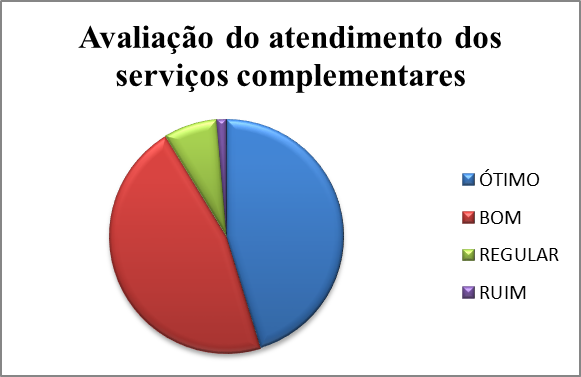 Avaliação do atendimento dos
serviços complementares
ÓTIMO
BOM
REGULAR
RUIM